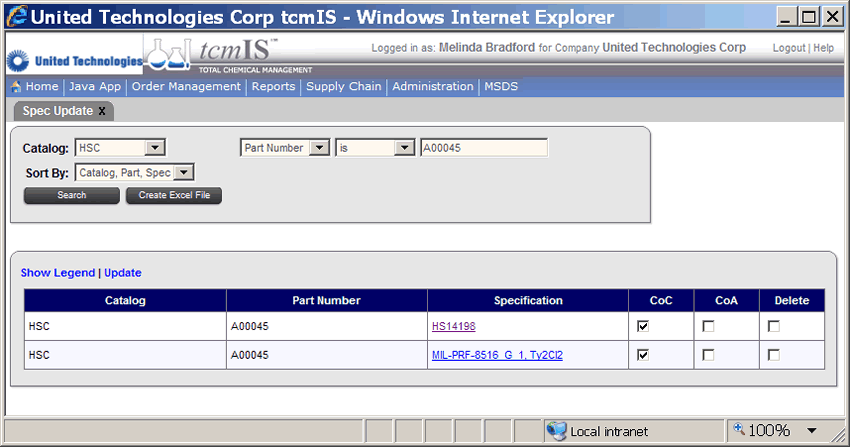 United Technologies Corp tcmIS - Windows Internet Explorer
United Technologies tcmIS™ TOTAL CHEMICAL MANAGEMENT Logged in as: Melinda Bradford for Company United Technologies Corp Logout | Help
Home | Java App | Order Management | Reports | Supply Chain | Administration | MSDS
Spec Update x
Catalog: HSC Part Number is A00045
Sort By: Catalog, Part, Spec
Search Create Excel File
Show Legend | Update
Catalog Part Number Specification CoC CoA Delete
HSC A00045 HS14198
HSC A00045 MIL-PRF-8516_G_1, Ty2Cl2
Local intranet 100%